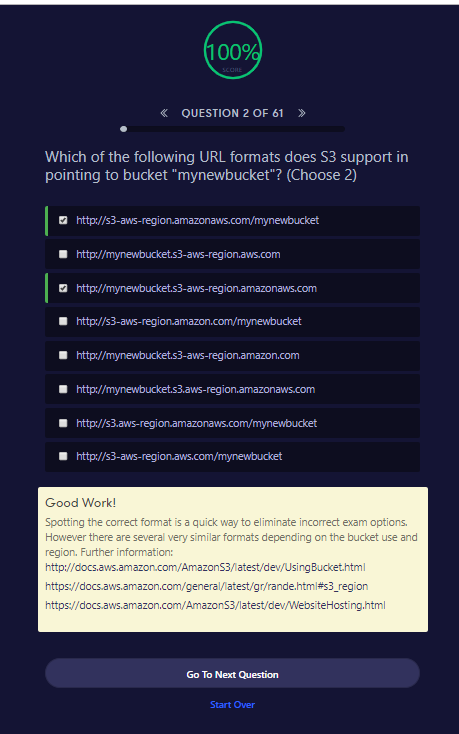 100%
SCORE
QUESTION 2 OF 61
Which of the following URL formats does S3 support in
pointing to bucket "mynewbucket"? (Choose 2)
http://s3-aws-region.amazonaws.com/mynewbucket
http://mynewbucket.s3-aws-region.aws.com
http://mynewbucket.s3-aws-region.amazonaws.com
http://s3-aws-region.amazon.com/mynewbucket
http://mynewbucket.s3-aws-region.amazon.com
http://mynewbucket.s3.aws-region.amazonaws.com
http://s3.aws-region.amazonaws.com/mynewbucket
http://s3-aws-region.aws.com/mynewbucket
Good Work!
Spotting the correct format is a quick way to eliminate incorrect exam options.
However there are several very similar formats depending on the bucket use and
region. Further information:
http://docs.aws.amazon.com/AmazonS3/latest/dev/UsingBucket.html
https://docs.aws.amazon.com/general/latest/gr/rande.html#s3_region
https://docs.aws.amazon.com/AmazonS3/latest/dev/WebsiteHosting.html
Go To Next Question
Start Over